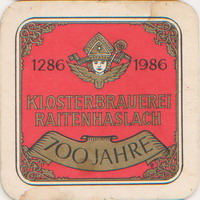 1286 1986
KLOSTERBRAUEREI
RAITENHASLACH
700 JAHRE